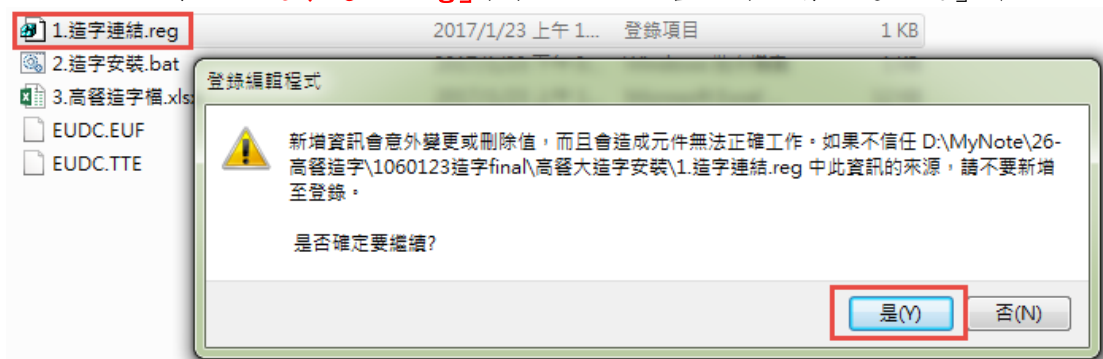 1.造字連結.reg 2017/1/23 上午 1... 登錄項目 1 KB
2.造字安裝.bat
3.高餐造字檔.xls
EUDC.EUF
EUDC.TTE
登錄編輯程式
新增資訊會意外變更或刪除值，而且會造成元件無法正確工作。如果不信任 D:\MyNote\26-
高餐造字\1060123造字final\高餐大造字安裝\1.造字連結.reg 中此資訊的來源，請不要新增
至登錄。
是否確定要繼續?
是(Y) 否(N)